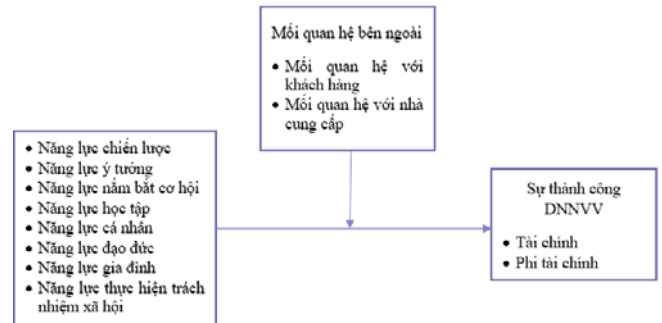 Mối quan hệ bên ngoài
• Mối quan hệ với
khách hàng
• Mối quan hệ với nhà
cung cấp
• Năng lực chiến lược
• Năng lực ý tưởng
• Năng lực nắm bắt cơ hội
• Năng lực học tập
• Năng lực cá nhân
• Năng lực đạo đức
• Năng lực gia đình
• Năng lực thực hiện trách
nhiệm xã hội
Sự thành công
DNNVV
• Tài chính
• Phi tài chính